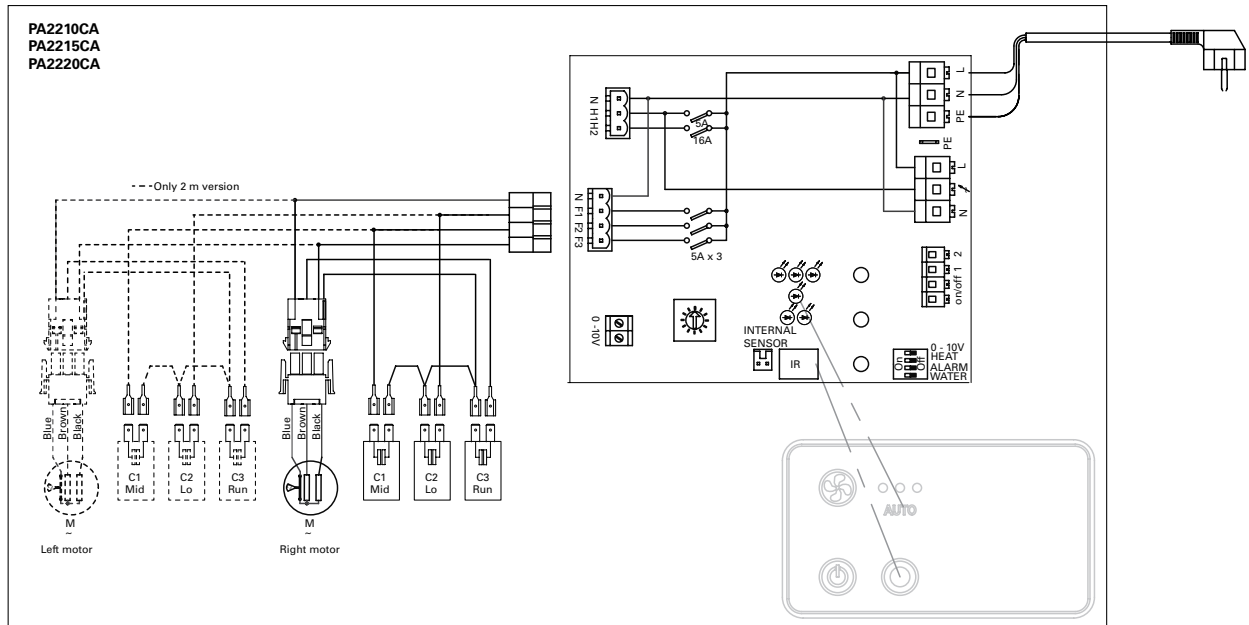 PA2210CA
PA2215CA
PA2220CA
Only 2 m version
Blue
Brown
Black
C1
Mid
C2
Lo
C3
Run
M
~
Left motor
Blue
Brown
Black
C1
Mid
C2
Lo
C3
Run
M
~
Right motor
N
H1
H2
5A
16A
N
F1
F2
F3
5A x 3
0 -10V
T
INTERNAL
SENSOR
IR
L
N
PE
PE
L
N
2
1
on/off
On
Off
0 - 10V
HEAT
ALARM
WATER
AUTO